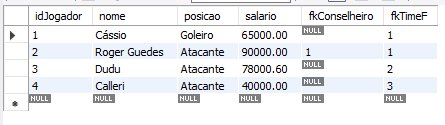 idJogador nome posicao salario fkConselheiro fkTimeF
1 Cássio Goleiro 65000.00 NULL 1
2 Roger Guedes Atacante 90000.00 1 1
3 Dudu Atacante 78000.60 NULL 2
4 Calleri Atacante 40000.00 NULL 3
NULL NULL NULL NULL NULL NULL